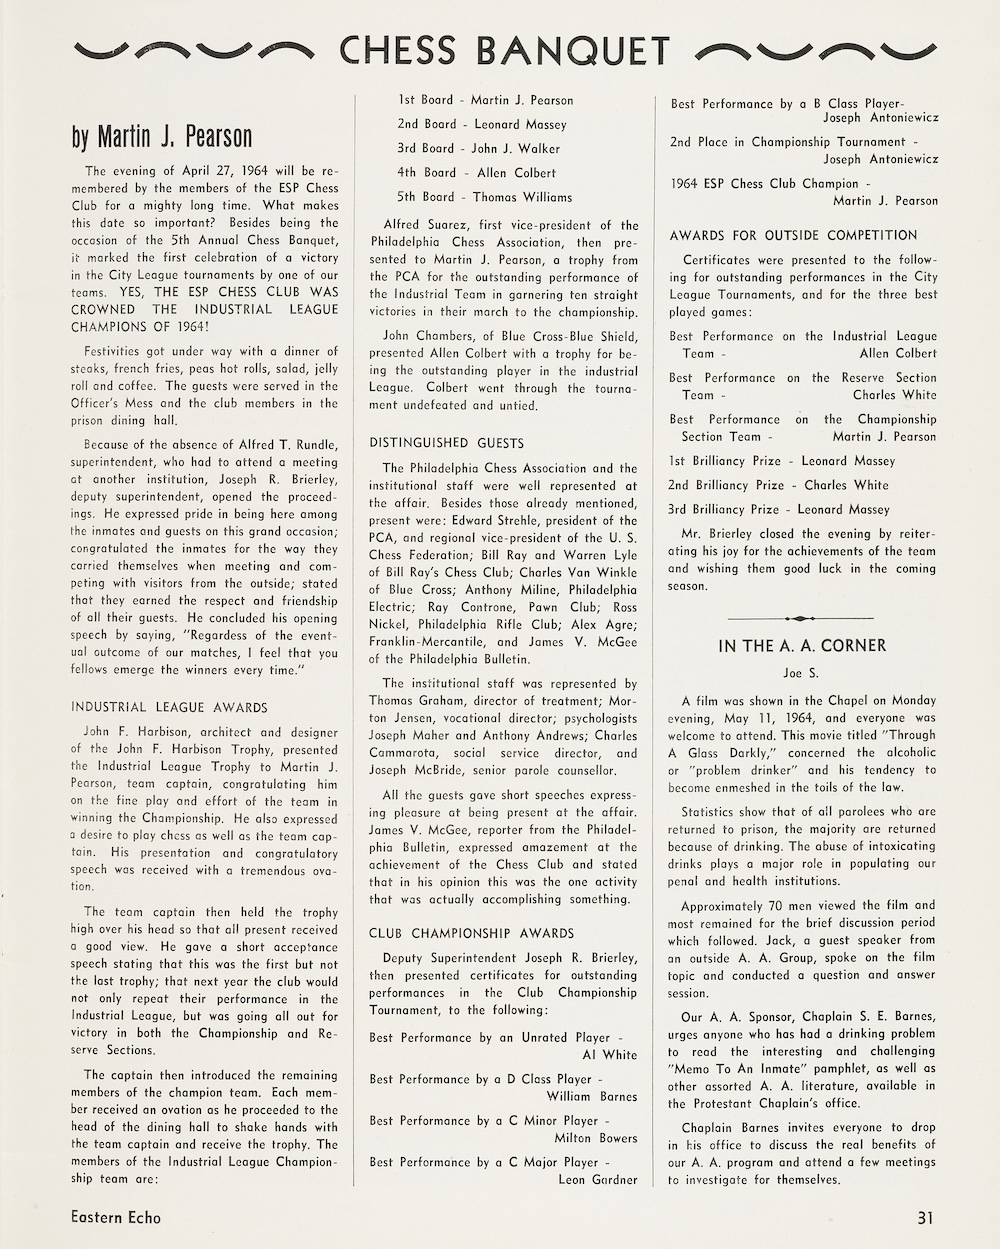 CHESS BANQUET
by Martin J. Pearson
The evening of April 27, 1964 will be re-
membered by the members of the ESP Chess
Club for a mighty long time. What makes
this date so important? Besides being the
occasion of the 5th Annual Chess Banquet,
it marked the first celebration of a victory
in the City League tournaments by one of our
teams. YES, THE ESP CHESS CLUB WAS
CROWNED THE INDUSTRIAL LEAGUE
CHAMPIONS OF 1964!
Festivities got under way with a dinner of
steaks, french fries, peas hot rolls, salad, jelly
roll and coffee. The guests were served in the
Officer's Mess and the club members in the
prison dining hall.
Because of the absence of Alfred T. Rundle,
superintendent, who had to attend a meeting
at another institution, Joseph R. Brierley,
deputy superintendent, opened the proceed-
ings. He expressed pride in being here among
the inmates and guests on this grand occasion;
congratulated the inmates for the way they
carried themselves when meeting and com-
peting with visitors from the outside; stated
that they earned the respect and friendship
of all their guests. He concluded his opening
speech by saying, "Regardess of the event-
ual outcome of our matches, I feel that you
fellows emerge the winners every time."
INDUSTRIAL LEAGUE AWARDS
John F. Harbison, architect and designer
of the John F. Harbison Trophy, presented
the Industrial League Trophy to Martin J.
Pearson, team captain, congratulating him
on the fine play and effort of the team in
winning the Championship. He also expressed
a desire to play chess as well as the team cap-
tain. His presentation and congratulatory
speech was received with a tremendous ova-
tion.
The team captain then held the trophy
high over his head so that all present received
a good view. He gave a short acceptance
speech stating that this was the first but not
the last trophy; that next year the club would
not only repeat their performance in the
Industrial League, but was going all out for
victory in both the Championship and Re-
serve Sections.
The captain then introduced the remaining
members of the champion team. Each mem-
ber received an ovation as he proceeded to the
head of the dining hall to shake hands with
the team captain and receive the trophy. The
members of the Industrial League Champion-
ship team are:
1st Board - Martin J. Pearson
2nd Board - Leonard Massey
3rd Board - John J. Walker
4th Board - Allen Colbert
5th Board - Thomas Williams
Alfred Suarez, first vice-president of the
Philadelphia Chess Association, then pre-
sented to Martin J. Pearson, a trophy from
the PCA for the outstanding performance of
the Industrial Team in garnering ten straight
victories in their march to the championship.
John Chambers, of Blue Cross-Blue Shield,
presented Allen Colbert with a trophy for be-
ing the outstanding player in the industrial
League. Colbert went through the tourna-
ment undefeated and untied.
DISTINGUISHED GUESTS
The Philadelphia Chess Association and the
institutional staff were well represented at
the affair. Besides those already mentioned,
present were: Edward Strehle, president of the
PCA, and regional vice-president of the U. S.
Chess Federation; Bill Ray and Warren Lyle
of Bill Ray's Chess Club; Charles Van Winkle
of Blue Cross; Anthony Miline, Philadelphia
Electric; Ray Controne, Pawn Club; Ross
Nickel, Philadelphia Rifle Club; Alex Agre;
Franklin-Mercantile, and James V. McGee
of the Philadelphia Bulletin.
The institutional staff was represented by
Thomas Graham, director of treatment; Mor-
ton Jensen, vocational director; psychologists
Joseph Maher and Anthony Andrews; Charles
Cammarota, social service director, and
Joseph McBride, senior parole counsellor.
All the guests gave short speeches express-
ing pleasure at being present at the affair.
James V. McGee, reporter from the Philadel-
phia Bulletin, expressed amazement at the
achievement of the Chess Club and stated
that in his opinion this was the one activity
that was actually accomplishing something.
CLUB CHAMPIONSHIP AWARDS
Deputy Superintendent Joseph R. Brierley,
then presented certificates for outstanding
performances in the Club Championship
Tournament, to the following:
Best Performance by an Unrated Player -
Al White
Best Performance by a D Class Player -
William Barnes
Best Performance by a C Minor Player -
Milton Bowers
Best Performance by a C Major Player -
Leon Gardner
Best Performance by a B Class Player-
Joseph Antoniewicz
2nd Place in Championship Tournament -
Joseph Antoniewicz
1964 ESP Chess Club Champion -
Martin J. Pearson
AWARDS FOR OUTSIDE COMPETITION
Certificates were presented to the follow-
ing for outstanding performances in the City
League Tournaments, and for the three best
played games:
Best Performance on the Industrial League
Team - Allen Colbert
Best Performance on the Reserve Section
Team - Charles White
Best Performance on the Championship
Section Team - Martin J. Pearson
1st Brilliancy Prize - Leonard Massey
2nd Brilliancy Prize - Charles White
3rd Brilliancy Prize - Leonard Massey
Mr. Brierley closed the evening by reiter-
ating his joy for the achievements of the team
and wishing them good luck in the coming
season.
IN THE A. A. CORNER
Joe S.
A film was shown in the Chapel on Monday
evening, May 11, 1964, and everyone was
welcome to attend. This movie titled "Through
A Glass Darkly," concerned the alcoholic
or "problem drinker" and his tendency to
become enmeshed in the toils of the law.
Statistics show that of all parolees who are
returned to prison, the majority are returned
because of drinking. The abuse of intoxicating
drinks plays a major role in populating our
penal and health institutions.
Approximately 70 men viewed the film and
most remained for the brief discussion period
which followed. Jack, a guest speaker from
an outside A. A. Group, spoke on the film
topic and conducted a question and answer
session.
Our A. A. Sponsor, Chaplain S. E. Barnes,
urges anyone who has had a drinking problem
to read the interesting and challenging
"Memo To An Inmate" pamphlet, as well as
other assorted A. A. literature, available in
the Protestant Chaplain's office.
Chaplain Barnes invites everyone to drop
in his office to discuss the real benefits of
our A. A. program and attend a few meetings
to investigate for themselves.
Eastern Echo
31